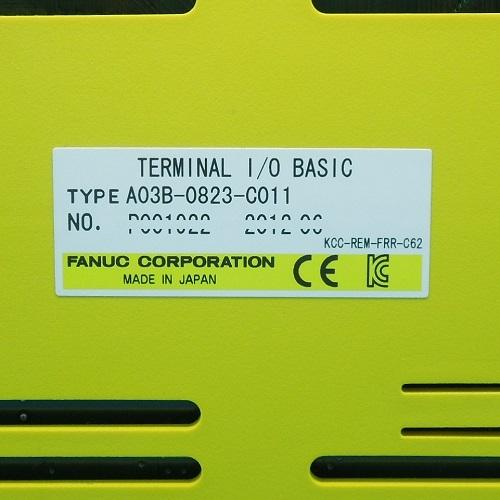 TERMINAL I/O BASIC
TYPE A03B-0823-C011
NO.
KCC-REM-FRR-C62
FANUC CORPORATION
MADE IN JAPAN
CE